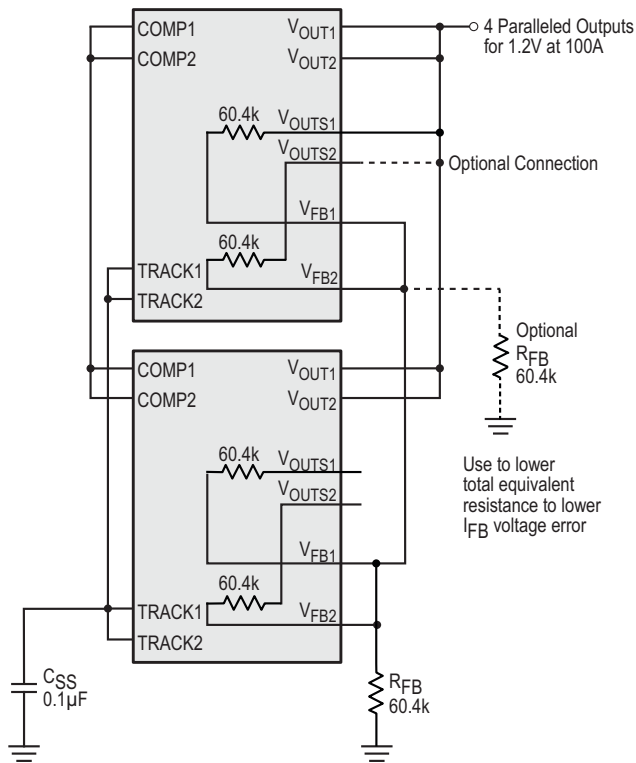 COMP1
COMP2
VOUT1
VOUT2
4 Paralleled Outputs
for 1.2V at 100A
60.4k
VOUTS1
VOUTS2
Optional Connection
VFB1
60.4k
VFB2
TRACK1
TRACK2
Optional
RFB
60.4k
COMP1
COMP2
VOUT1
VOUT2
Use to lower
total equivalent
resistance to lower
IFB voltage error
60.4k
VOUTS1
VOUTS2
VFB1
60.4k
VFB2
TRACK1
TRACK2
CSS
0.1µF
RFB
60.4k